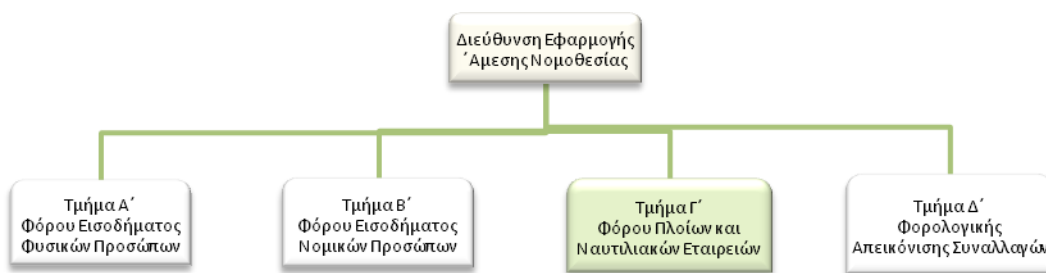 Διεύθυνση Εφαρμογής
΄Αμεσης Νομοθεσίας
Τμήμα Α΄
Φόρου Εισοδήματος
Φυσικών Προσώπων
Τμήμα Β΄
Φόρου Εισοδήματος
Νομικών Προσώπων
Τμήμα Γ΄
Φόρου Πλοίων και
Ναυτιλιακών Εταιρειών
Τμήμα Δ΄
Φορολογικής
Απεικόνισης Συναλλαγών